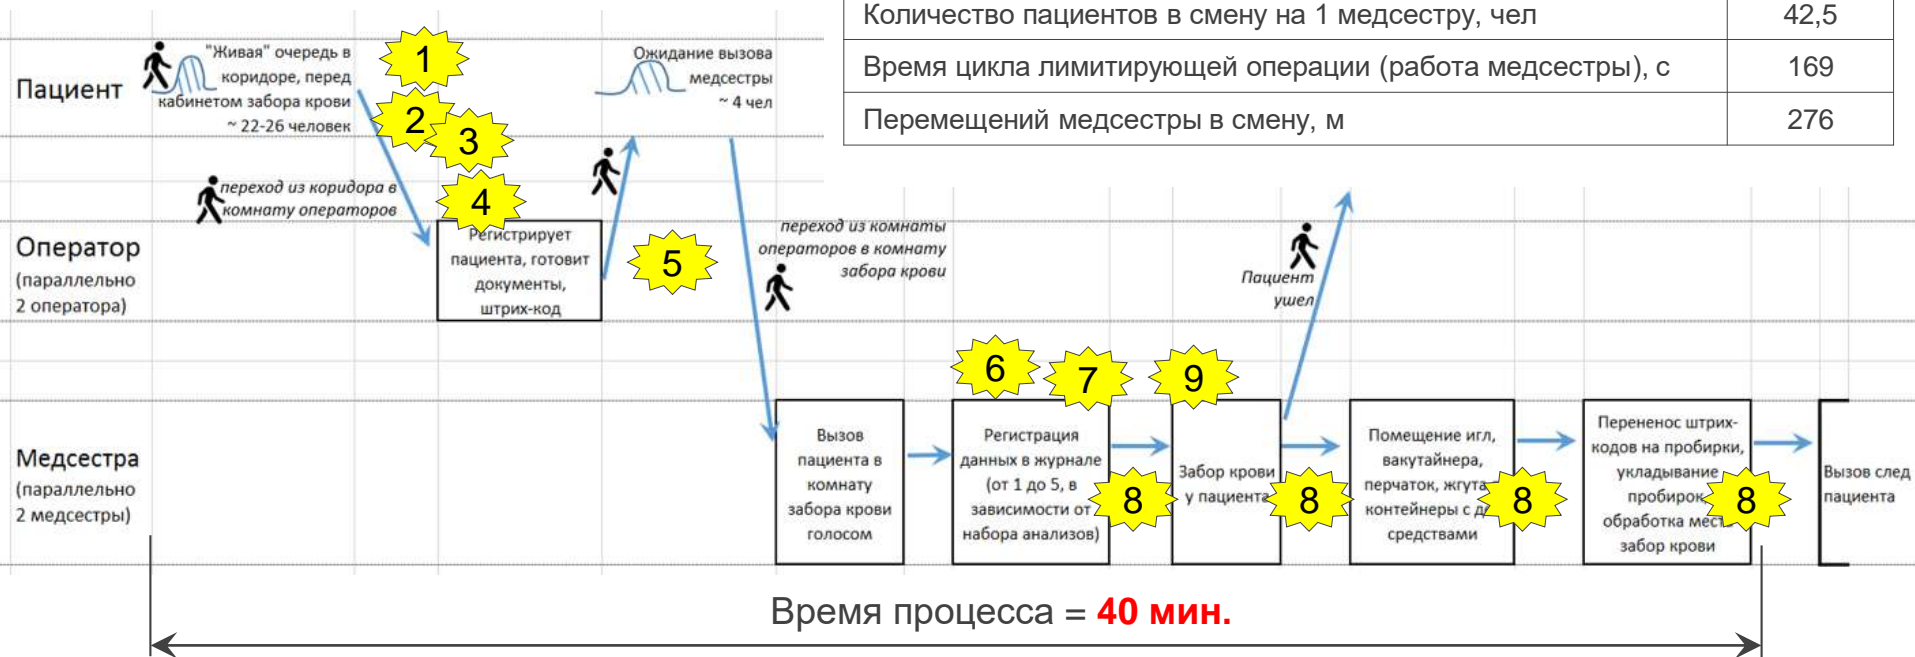 Количество пациентов в смену на 1 медсестру, чел 42,5
Время цикла лимитирующей операции (работа медсестры), с 169
Перемещений медсестры в смену, м 276
Пациент
"Живая" очередь в
коридоре, перед
кабинетом забора крови
~ 22-26 человек
1
2
3
4
Ожидание вызова
медсестры
~ 4 чел
переход из коридора в
комнату операторов
Оператор
(параллельно
2 оператора)
Регистрирует
пациента, готовит
документы,
штрих-код
5
переход из комнаты
операторов в комнату
забора крови
Пациент
ушел
6
7
9
Медсестра
(параллельно
2 медсестры)
Вызов
пациента в
комнату
забора крови
голосом
Регистрация
данных в журнале
(от 1 до 5, в
зависимости от
набора анализов)
8
Забор крови
у пациента
8
Помещение игл,
вакутайнера,
перчаток, жгута
контейнеры с д
средствами
8
Перененос штрих-
кодов на пробирки,
укладывание
пробирок
обработка мест
забор крови
8
Вызов след
пациента
Время процесса = 40 мин.